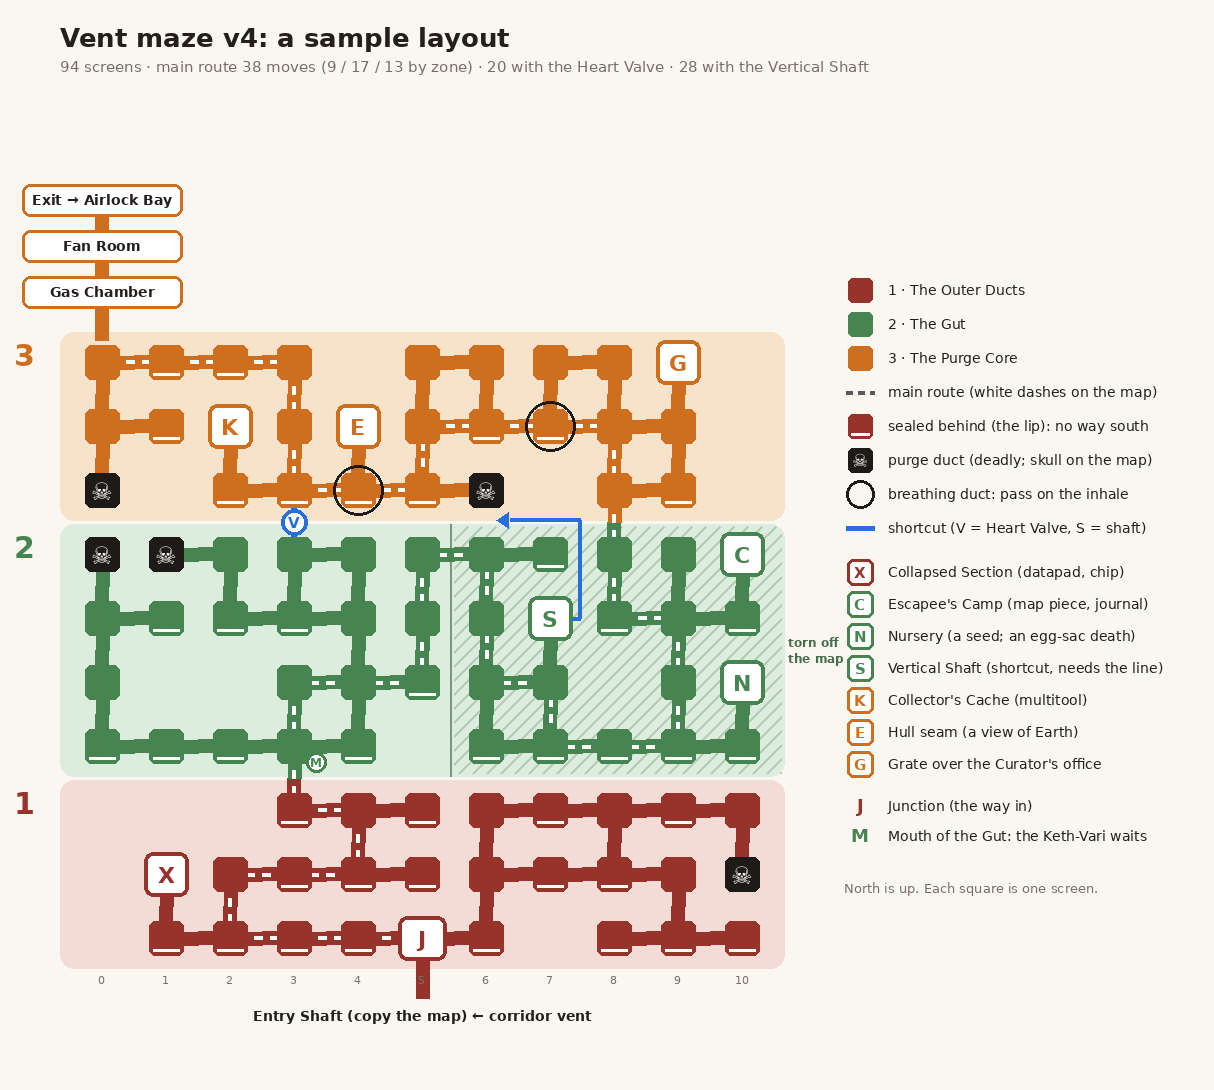 Vent maze v4: a sample layout
94 screens · main route 38 moves (9 / 17 / 13 by zone) · 20 with the Heart Valve · 28 with the Vertical Shaft
Exit → Airlock Bay
Fan Room
Gas Chamber
3
G
K
E
V
2
C
S
N
M
torn off
the map
1
X
J
0 1 2 3 4 5 6 7 8 9 10
Entry Shaft (copy the map) ← corridor vent
1 · The Outer Ducts
2 · The Gut
3 · The Purge Core
main route (white dashes on the map)
sealed behind (the lip): no way south
purge duct (deadly; skull on the map)
breathing duct: pass on the inhale
shortcut (V = Heart Valve, S = shaft)
X Collapsed Section (datapad, chip)
C Escapee's Camp (map piece, journal)
N Nursery (a seed; an egg-sac death)
S Vertical Shaft (shortcut, needs the line)
K Collector's Cache (multitool)
E Hull seam (a view of Earth)
G Grate over the Curator's office
J Junction (the way in)
M Mouth of the Gut: the Keth-Vari waits
North is up. Each square is one screen.